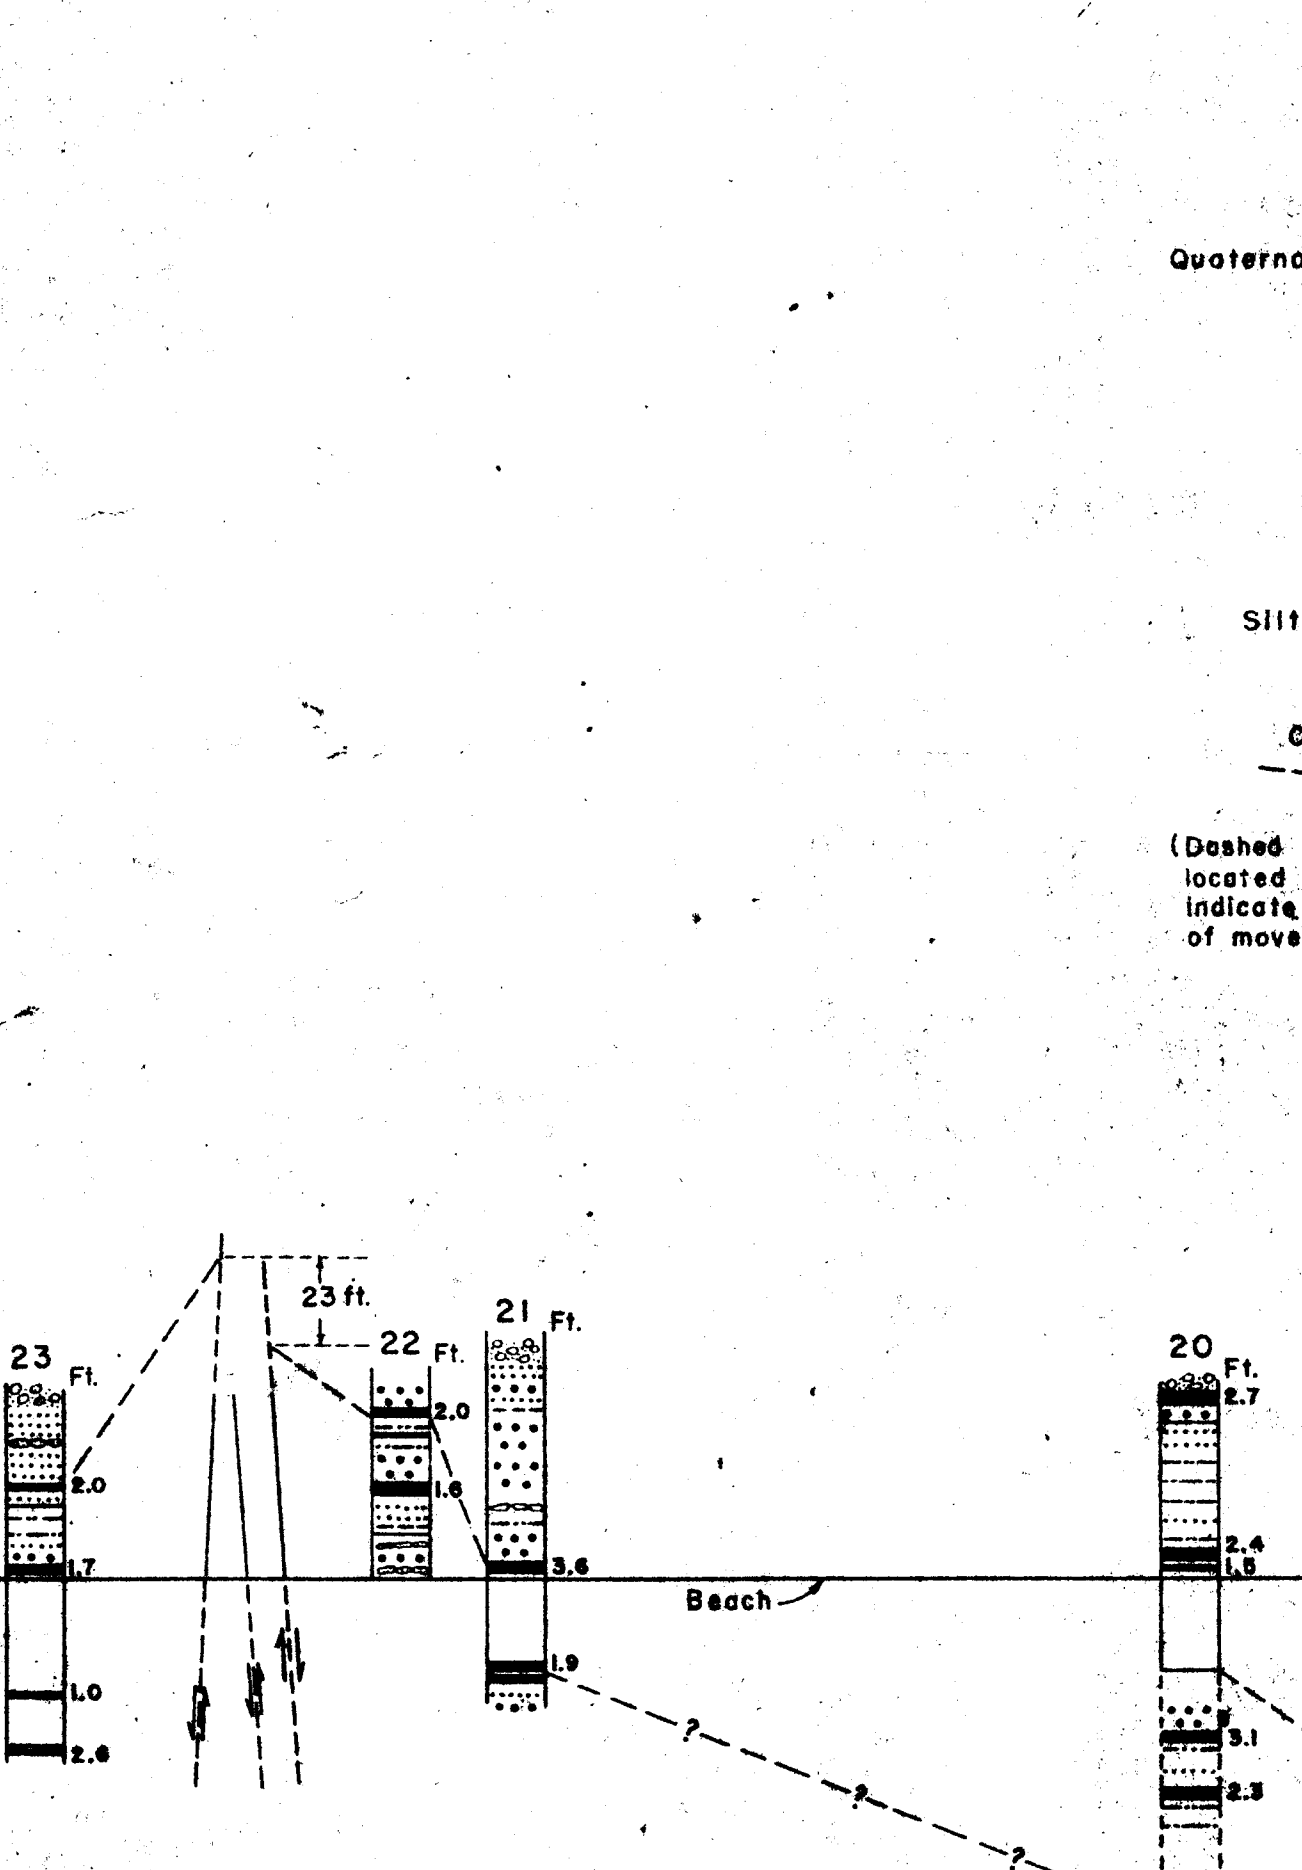 Quaterna
Silt
(Dashed
located
indicate
of move
23 ft.
21
Ft.
22
Ft.
20
Ft.
23
Ft.
2.7
2.0
2.0
1.6
2.4
1.5
3.6
1.7
Beach
1.9
1.0
2.6
3.1
2.3
?
?
?